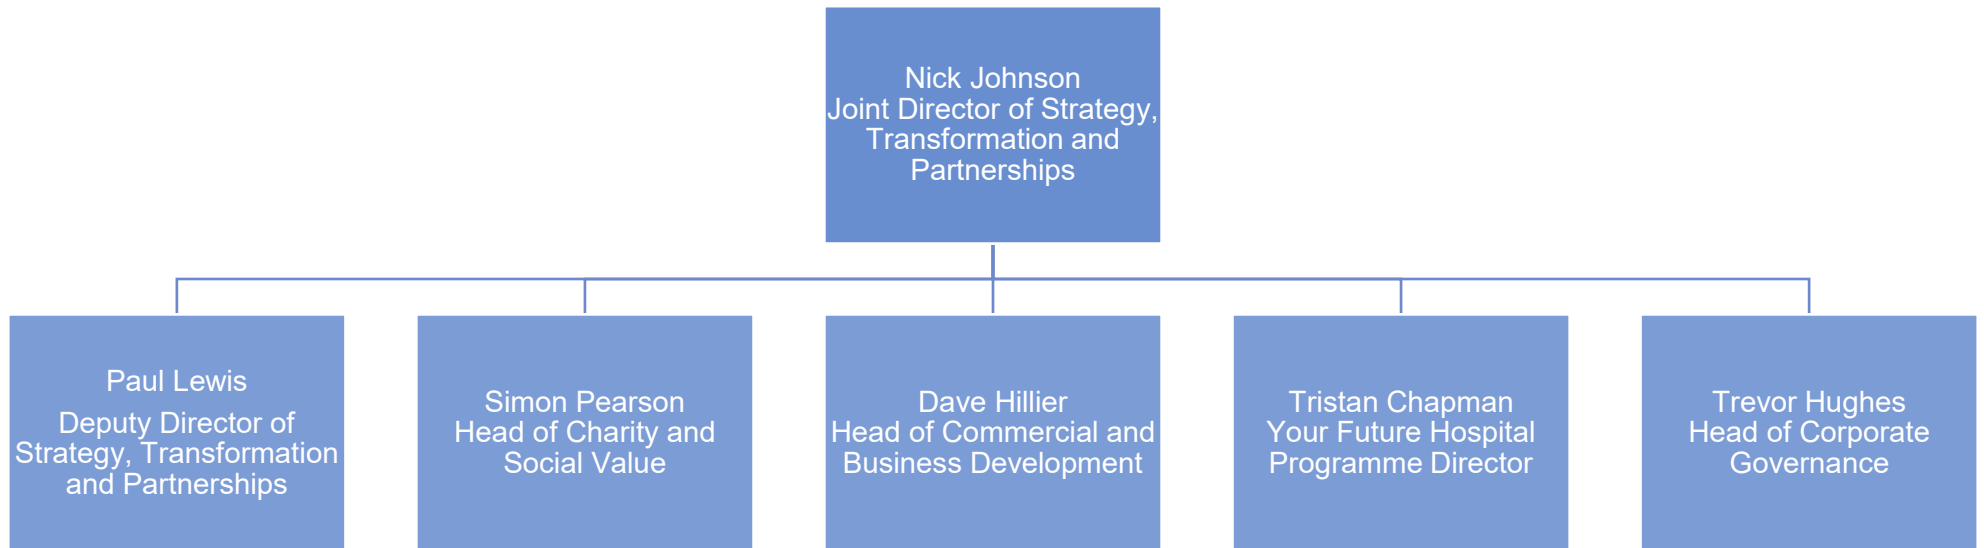 Nick Johnson
Joint Director of Strategy,
Transformation and
Partnerships
Paul Lewis
Deputy Director of
Strategy, Transformation
and Partnerships
Simon Pearson
Head of Charity and
Social Value
Dave Hillier
Head of Commercial and
Business Development
Tristan Chapman
Your Future Hospital
Programme Director
Trevor Hughes
Head of Corporate
Governance